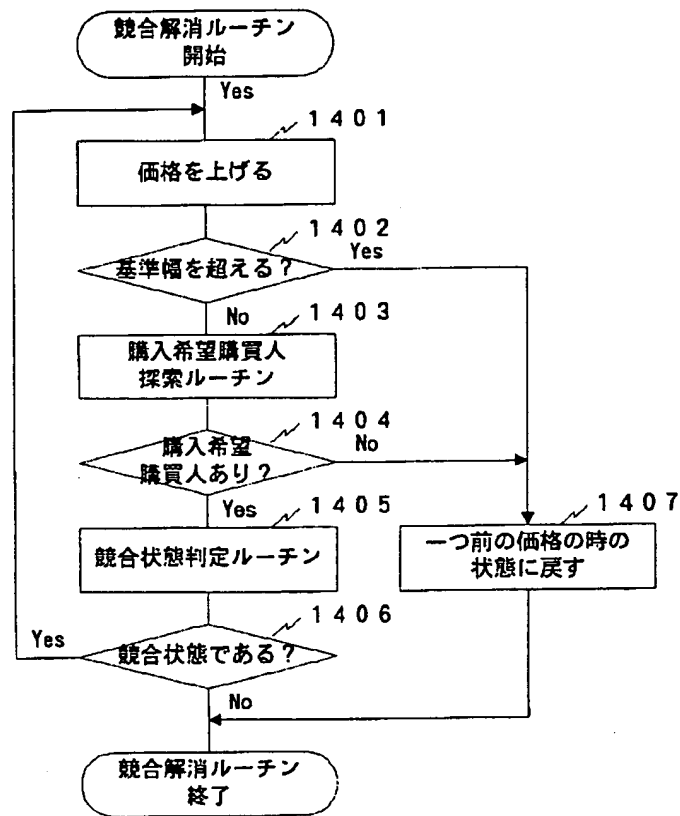 競合解消ルーチン
開始
Yes
1401
価格を上げる
1402
基準幅を超える?
Yes
No
1403
購入希望購買人
探索ルーチン
1404
購入希望
購買人あり?
No
Yes
1405
競合状態判定ルーチン
1407
一つ前の価格の時の
状態に戻す
1406
競合状態である?
Yes
No
競合解消ルーチン
終了